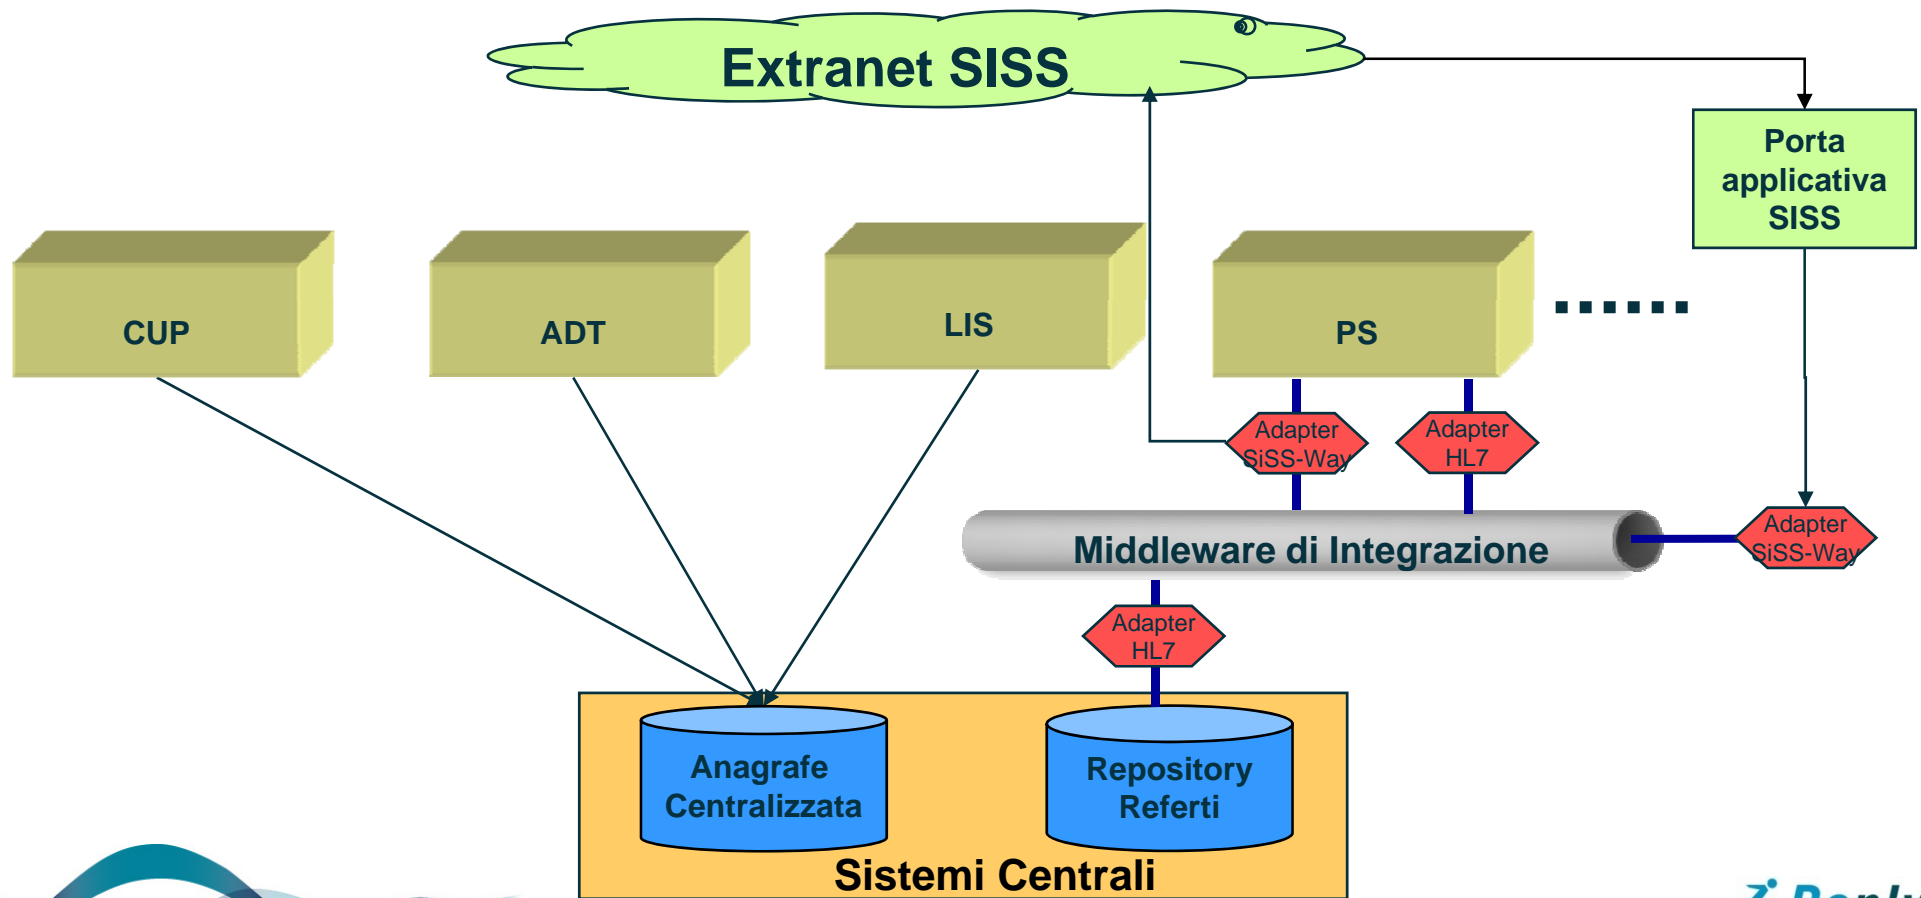 Extranet SISS
Porta
applicativa
SISS
CUP
ADT
LIS
PS
Adapter
SiSS-Way
Adapter
HL7
Middleware di Integrazione
Adapter
SiSS-Way
Adapter
HL7
Anagrafe
Centralizzata
Repository
Referti
Sistemi Centrali